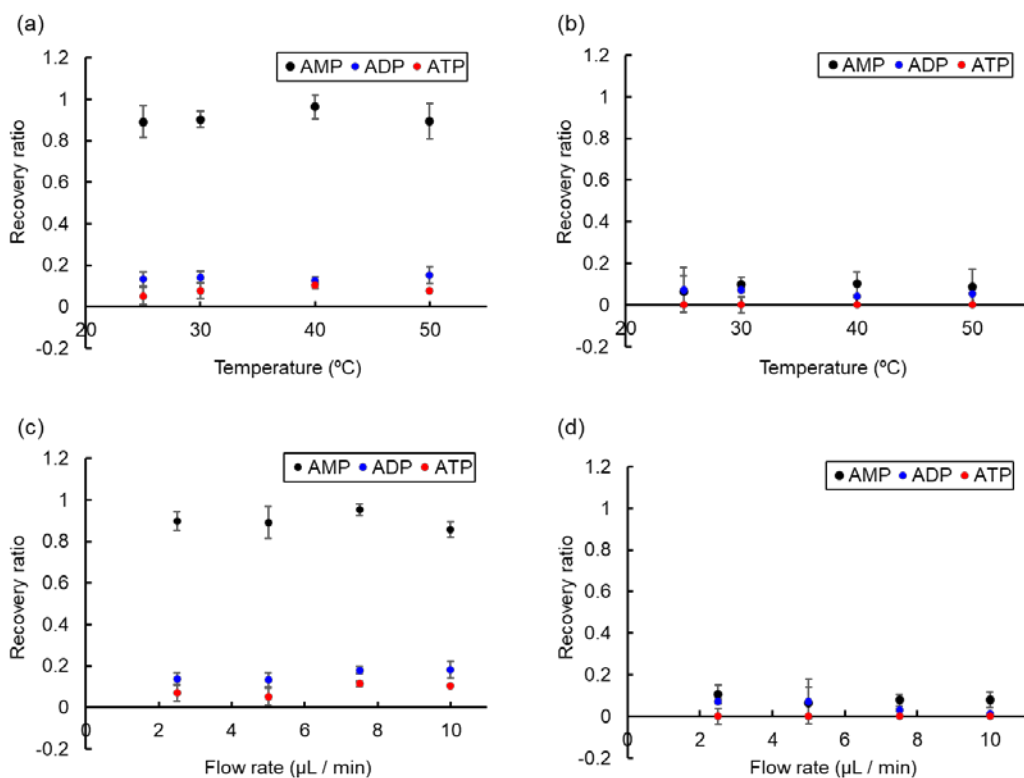 (a)
AMP ADP ATP
1.2
1
0.8
0.6
0.4
0.2
0
-0.2
20 30 40 50
Recovery ratio
Temperature (ºC)
(b)
AMP ADP ATP
1.2
1
0.8
0.6
0.4
0.2
0
-0.2
20 30 40 50
Recovery ratio
Temperature (ºC)
(c)
AMP ADP ATP
1.2
1
0.8
0.6
0.4
0.2
0
-0.2
0 2 4 6 8 10
Recovery ratio
Flow rate (µL / min)
(d)
AMP ADP ATP
1.2
1
0.8
0.6
0.4
0.2
0
-0.2
0 2 4 6 8 10
Recovery ratio
Flow rate (µL / min)